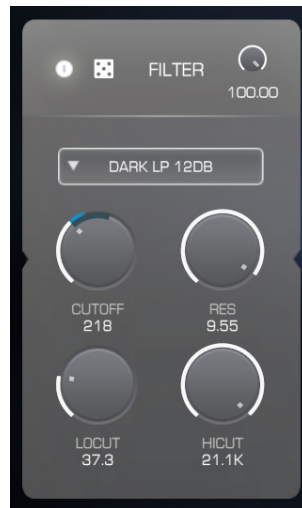 FILTER
100.00
DARK LP 12DB
CUTOFF
218
RES
9.55
LOCUT
37.3
HICUT
21.1K